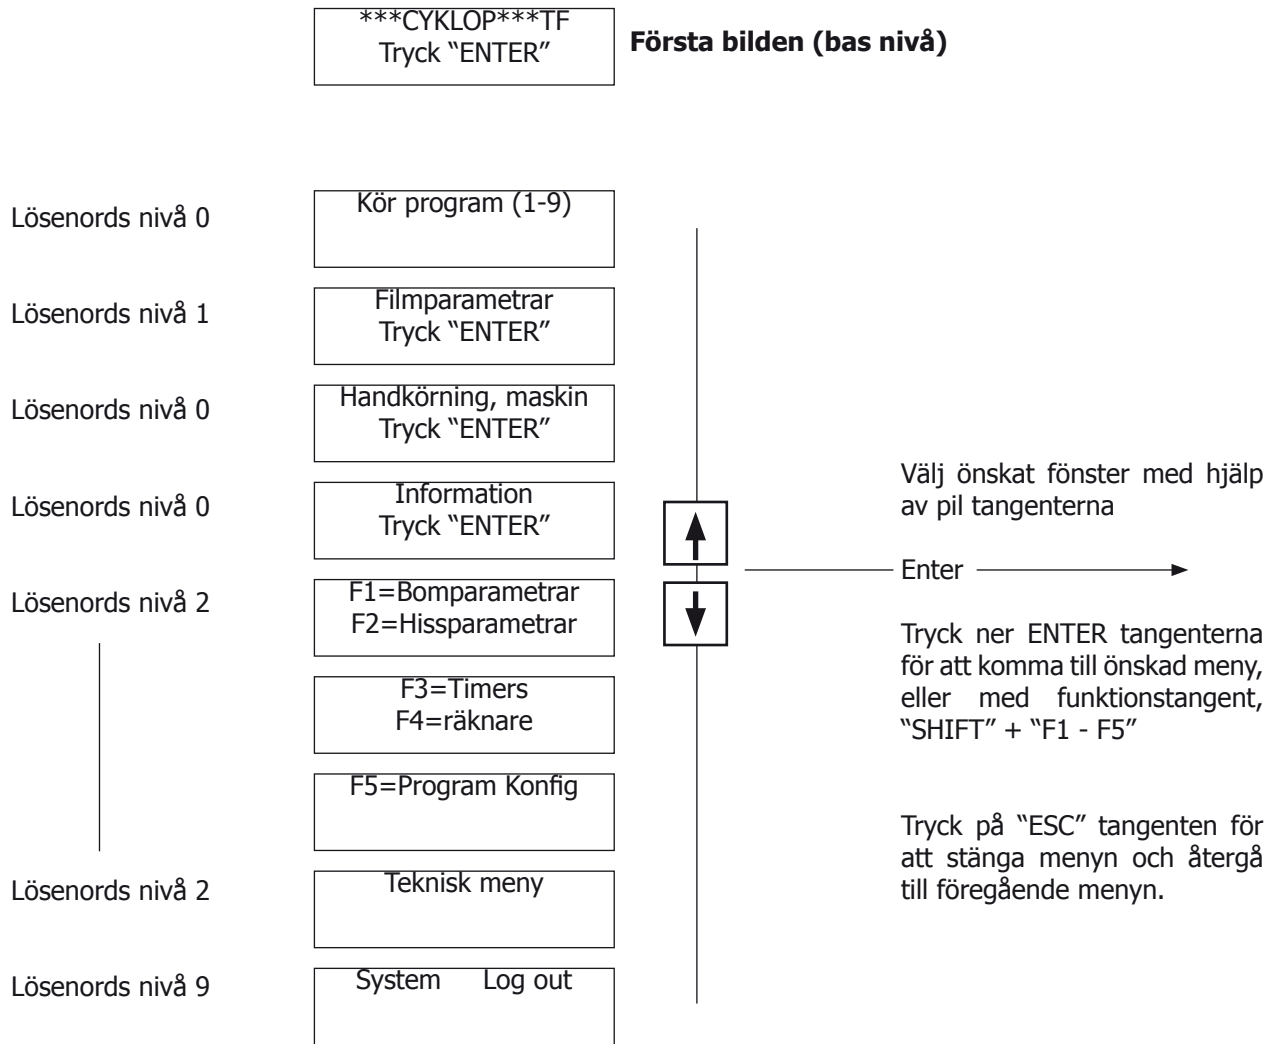 ***CYKLOP***TF
Tryck “ENTER”
Första bilden (bas nivå)
Lösenords nivå 0
Kör program (1-9)
Lösenords nivå 1
Filmparametrar
Tryck “ENTER”
Lösenords nivå 0
Handkörning, maskin
Tryck “ENTER”
Lösenords nivå 0
Information
Tryck “ENTER”
Lösenords nivå 2
F1=Bomparametrar
F2=Hissparametrar
F3=Timers
F4=räknare
F5=Program Konfig
Lösenords nivå 2
Teknisk meny
Lösenords nivå 9
System Log out
Välj önskat fönster med hjälp
av pil tangenterna
Enter
Tryck ner ENTER tangenterna
för att komma till önskad meny,
eller med funktionstangent,
“SHIFT” + “F1 - F5”
Tryck på “ESC” tangenten för
att stänga menyn och återgå
till föregående menyn.